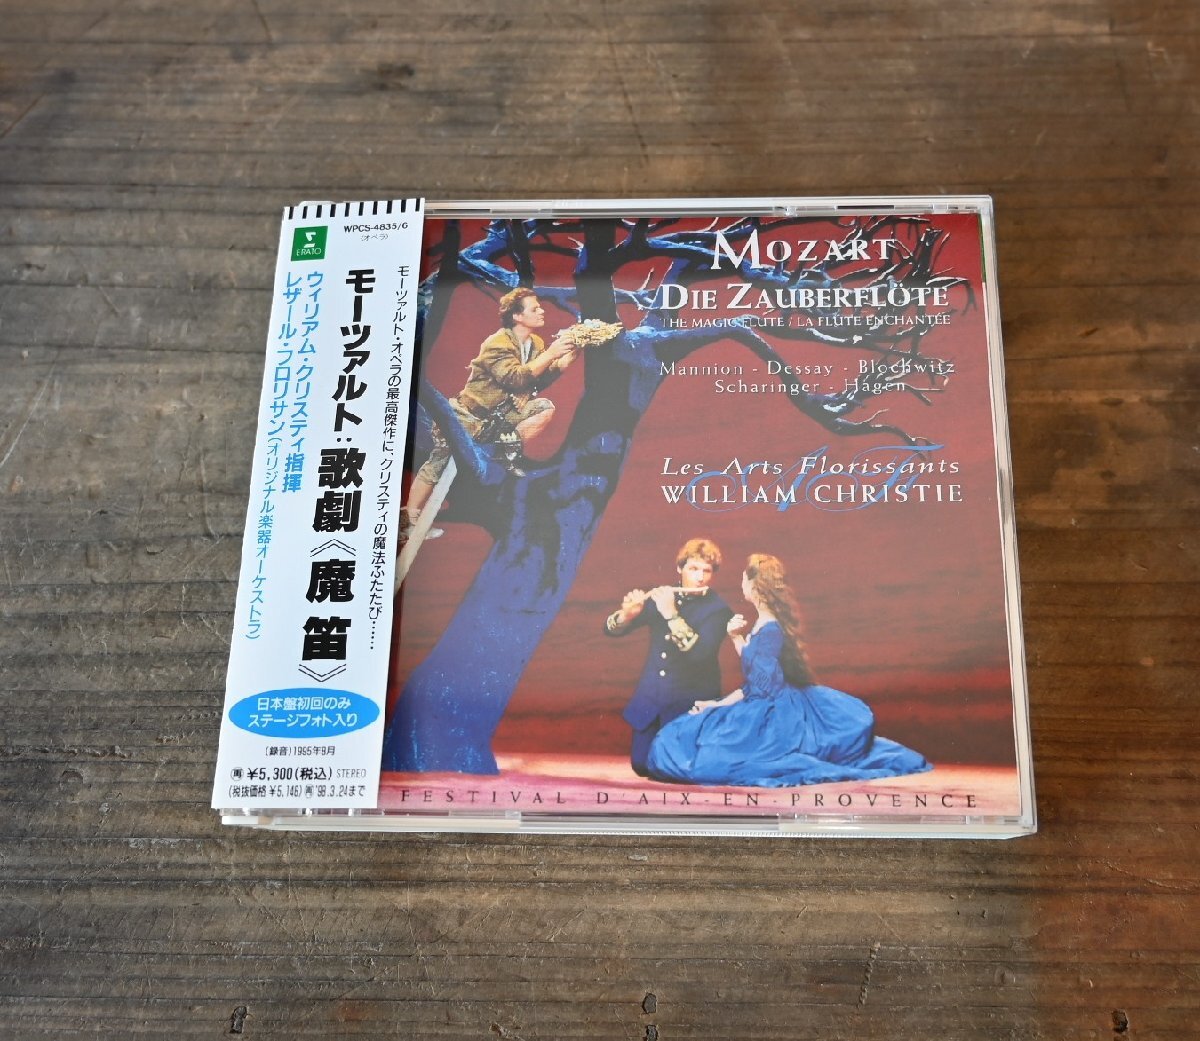 ERATO
WPCS-4835/6
(オペラ)
モーツァルト・オペラの最高傑作に、クリスティの魔法ふたたび……
モーツァルト:歌劇《魔笛》
ウィリアム・クリスティ指揮
レザール・フロリサン(オリジナル楽器オーケストラ)
日本盤初回のみ
ステージフォト入り
(録音)1995年9月
¥5,300(税込) STEREO
(税抜価格 ¥5,146) '98.3.24まで
MOZART
DIE ZAUBERFLÖTE
THE MAGIC FLUTE / LA FLÛTE ENCHANTÉE
Mannion - Dessay - Blochwitz
Scharinger - Hagen
Les Arts Florissants
WILLIAM CHRISTIE
FESTIVAL D'AIX-EN-PROVENCE